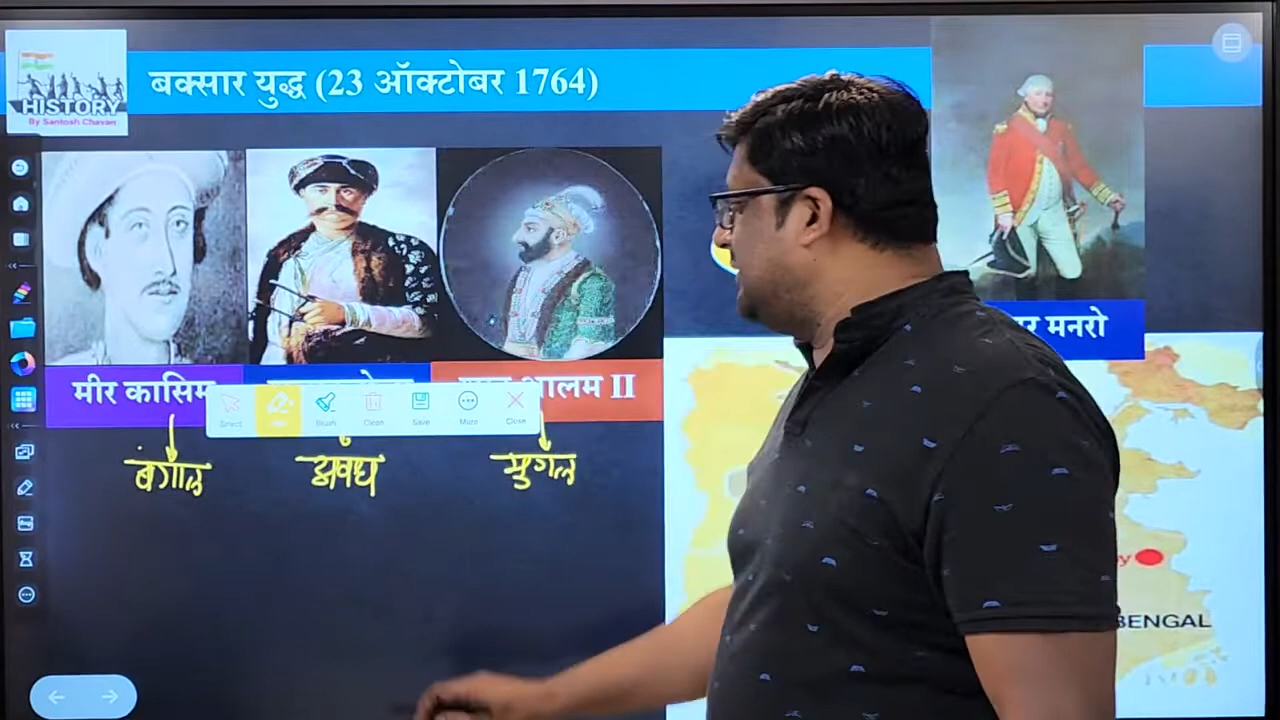 HISTORY
By Santosh Chavan
बक्सार युद्ध (23 ऑक्टोबर 1764)
मनरो
मीर कासिम
आलम II
Select
Brush
Clean
Save
More
Close
बंगाल
अवध
मुगल
BENGAL